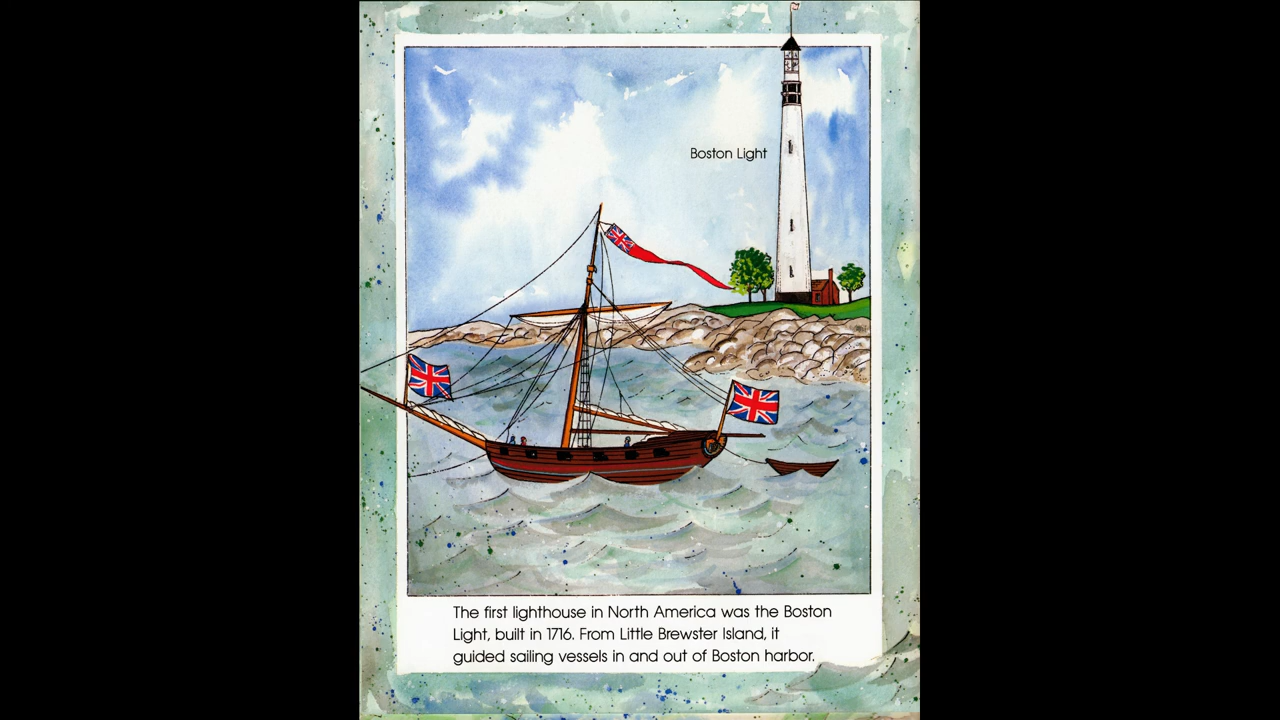 Boston Light
The first lighthouse in North America was the Boston
Light, built in 1716. From Little Brewster Island, it
guided sailing vessels in and out of Boston harbor.